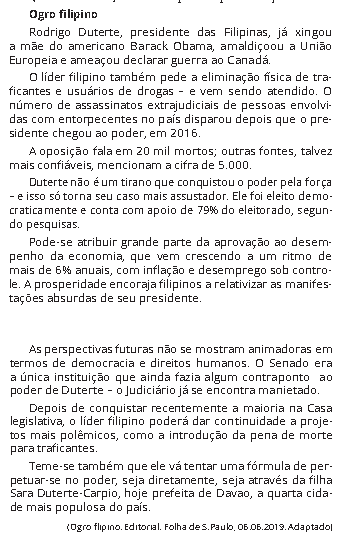 Ogro filipino
Rodrigo Duterte, presidente das Filipinas, já xingou
a mãe do americano Barack Obama, amaldiçoou a União
Europeia e ameaçou declarar guerra ao Canadá.
O líder filipino também pede a eliminação física de tra-
ficantes e usuários de drogas – e vem sendo atendido. O
número de assassinatos extrajudiciais de pessoas envolvi-
das com entorpecentes no país disparou depois que o pre-
sidente chegou ao poder, em 2016.
A oposição fala em 20 mil mortos; outras fontes, talvez
mais confiáveis, mencionam a cifra de 5.000.
Duterte não é um tirano que conquistou o poder pela força
– e isso só torna seu caso mais assustador. Ele foi eleito demo-
craticamente e conta com apoio de 79% do eleitorado, segun-
do pesquisas.
Pode-se atribuir grande parte da aprovação ao desem-
penho da economia, que vem crescendo a um ritmo de
mais de 6% anuais, com inflação e desemprego sob contro-
le. A prosperidade encoraja filipinos a relativizar as manifes-
tações absurdas de seu presidente.
As perspectivas futuras não se mostram animadoras em
termos de democracia e direitos humanos. O Senado era
a única instituição que ainda fazia algum contraponto ao
poder de Duterte – o Judiciário já se encontra manietado.
Depois de conquistar recentemente a maioria na Casa
legislativa, o líder filipino poderá dar continuidade a proje-
tos mais polêmicos, como a introdução da pena de morte
para traficantes.
Teme-se também que ele vá tentar uma fórmula de per-
petuar-se no poder, seja diretamente, seja através da filha
Sara Duterte-Carpio, hoje prefeita de Davao, a quarta cida-
de mais populosa do país.
(Ogro flipino. Editorial. Folha de S.Paulo, 06.06.2019. Adaptado)